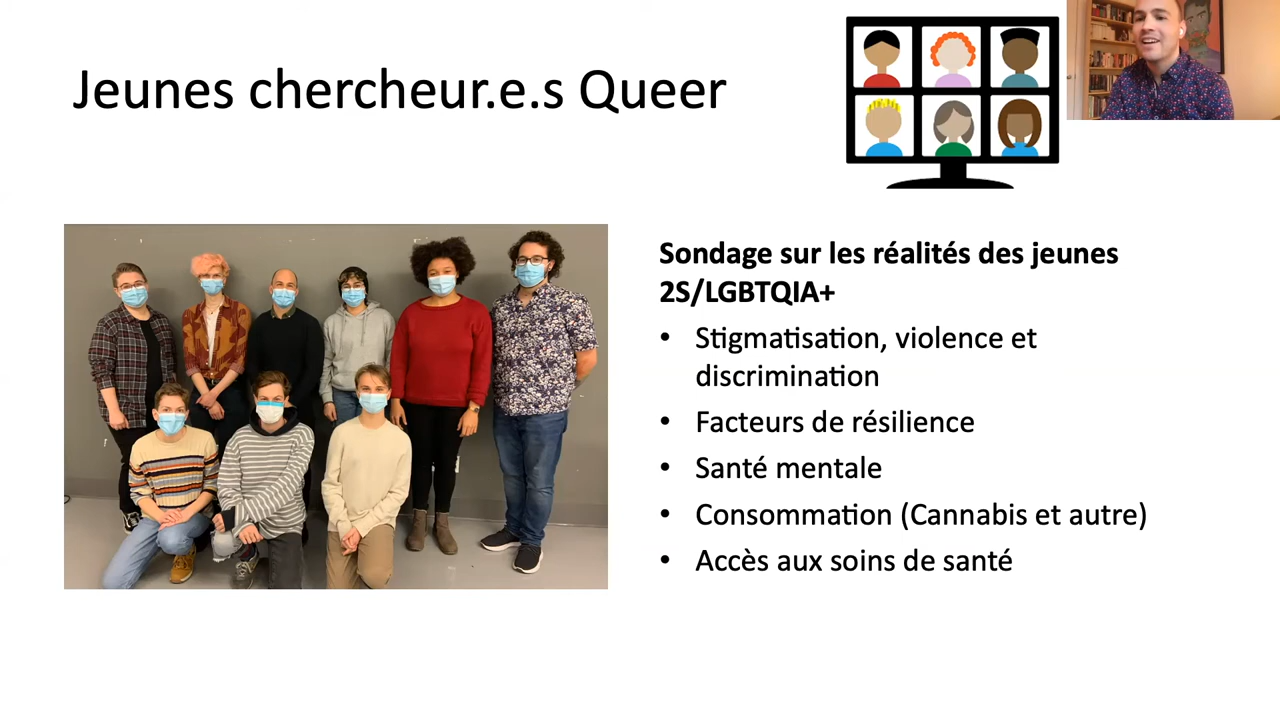 Jeunes chercheur.e.s Queer
Sondage sur les réalités des jeunes
2S/LGBTQIA+
• Stigmatisation, violence et
discrimination
• Facteurs de résilience
• Santé mentale
• Consommation (Cannabis et autre)
• Accès aux soins de santé